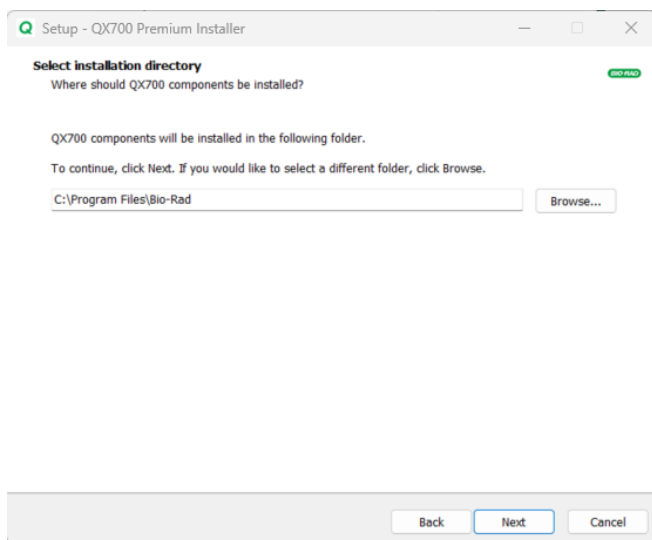 Setup - QX700 Premium Installer
Select installation directory
Where should QX700 components be installed?
BIO RAD
QX700 components will be installed in the following folder.
To continue, click Next. If you would like to select a different folder, click Browse.
C:\Program Files\Bio-Rad
Browse...
Back
Next
Cancel